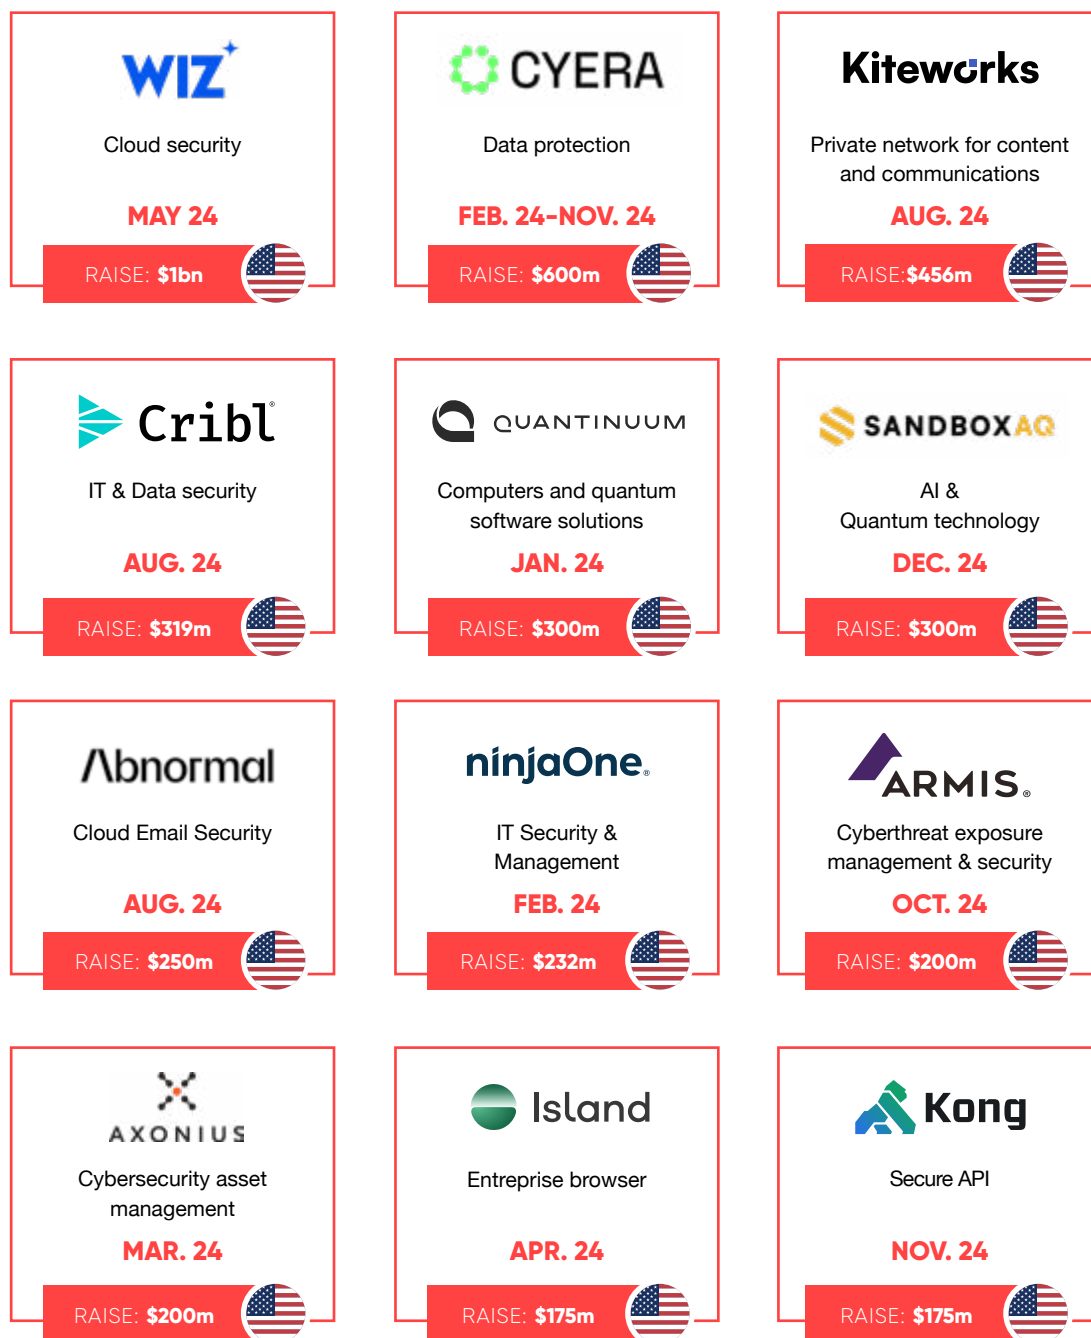 WIZ
Cloud security
MAY 24
RAISE: $1bn
CYERA
Data protection
FEB. 24-NOV. 24
RAISE: $600m
Kiteworks
Private network for content
and communications
AUG. 24
RAISE:$456m
Cribl®
IT & Data security
AUG. 24
RAISE: $319m
QUANTINUUM
Computers and quantum
software solutions
JAN. 24
RAISE: $300m
SANDBOXAQ
AI &
Quantum technology
DEC. 24
RAISE: $300m
Abnormal
Cloud Email Security
AUG. 24
RAISE: $250m
ninjaOne®
IT Security &
Management
FEB. 24
RAISE: $232m
ARMIS®
Cyberthreat exposure
management & security
OCT. 24
RAISE: $200m
AXONIUS
Cybersecurity asset
management
MAR. 24
RAISE: $200m
Island
Entreprise browser
APR. 24
RAISE: $175m
Kong
Secure API
NOV. 24
RAISE: $175m